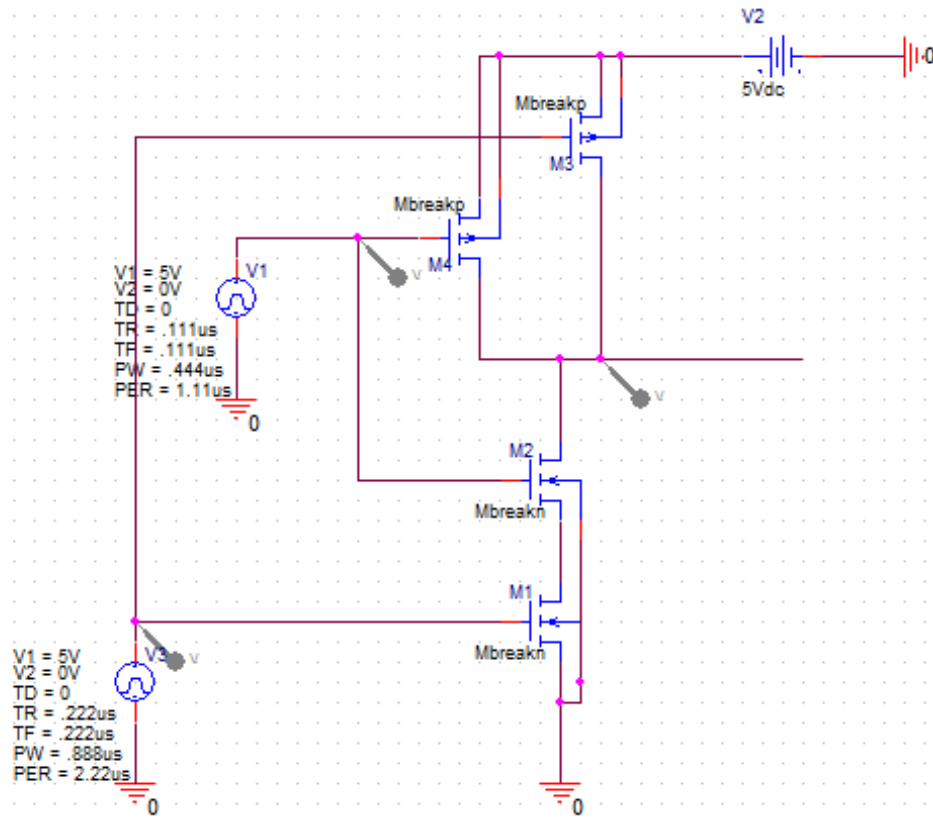 V2
0
5Vdc
Mbreakp
M3
Mbreakp
M4
V
V1
V1 = 5V
V2 = 0V
TD = 0
TR = .111us
TF = .111us
PW = .444us
PER = 1.11us
0
V
M2
Mbreakn
M1
Mbreakn
V
V3
V1 = 5V
V2 = 0V
TD = 0
TR = .222us
TF = .222us
PW = .888us
PER = 2.22us
0
0